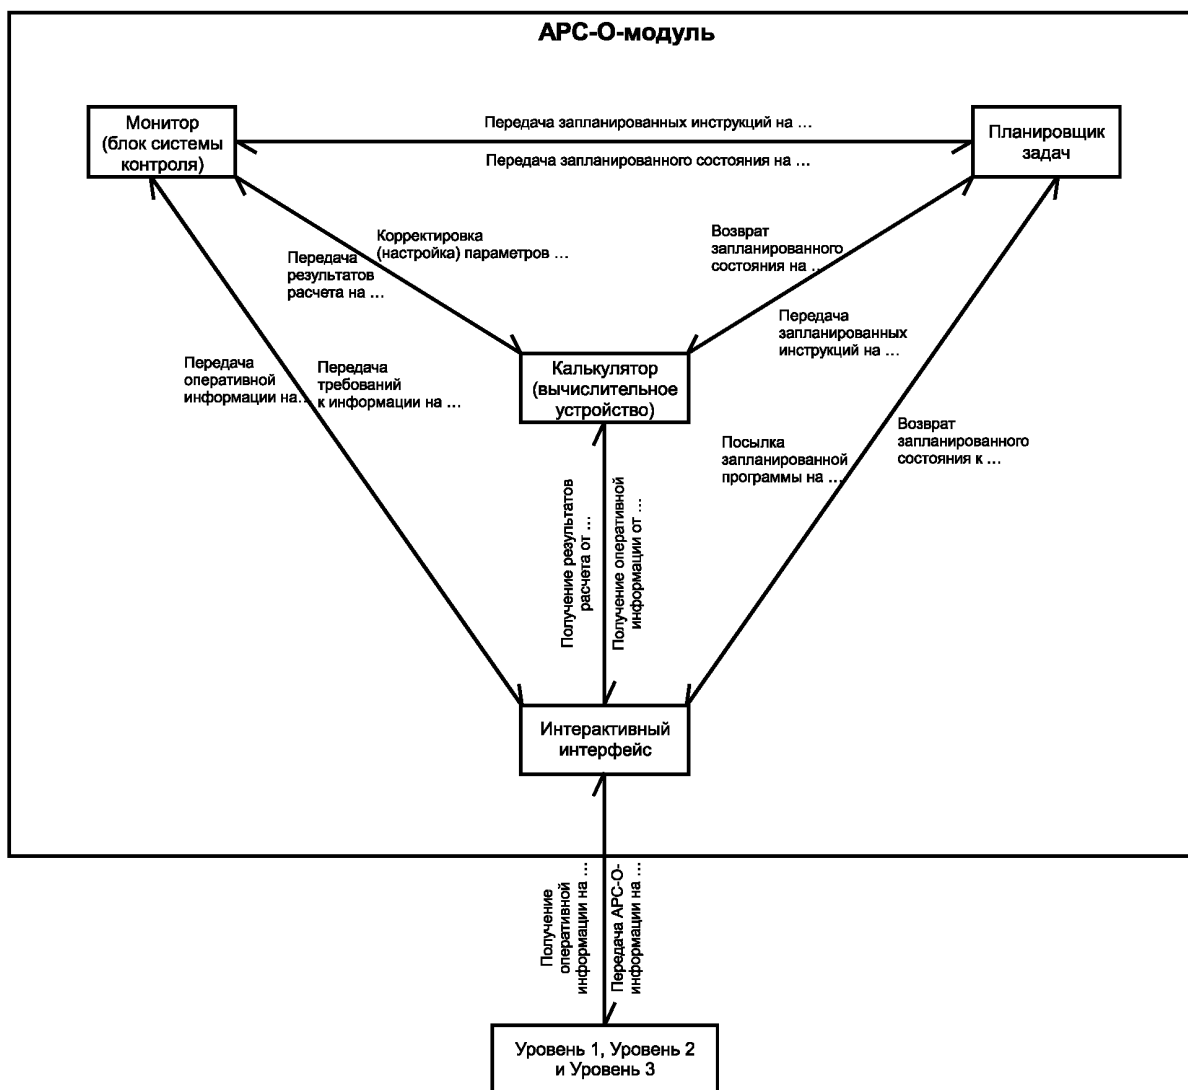 АРС-О-модуль
Монитор
(блок системы
контроля)
Передача запланированных инструкций на ...
Передача запланированного состояния на ...
Планировщик
задач
Корректировка
(настройка) параметров ...
Передача
результатов
расчета на ...
Возврат
запланированного
состояния на ...
Передача
запланированных
инструкций на ...
Передача
оперативной
информации на...
Передача
требований
к информации на ...
Калькулятор
(вычислительное
устройство)
Посылка
запланированной
программы на ...
Возврат
запланированного
состояния к ...
Получение результатов
расчета от ...
Получение оперативной
информации от ...
Интерактивный
интерфейс
Получение
оперативной
информации на ...
Передача АРС-О-
информации на ...
Уровень 1, Уровень 2
и Уровень 3